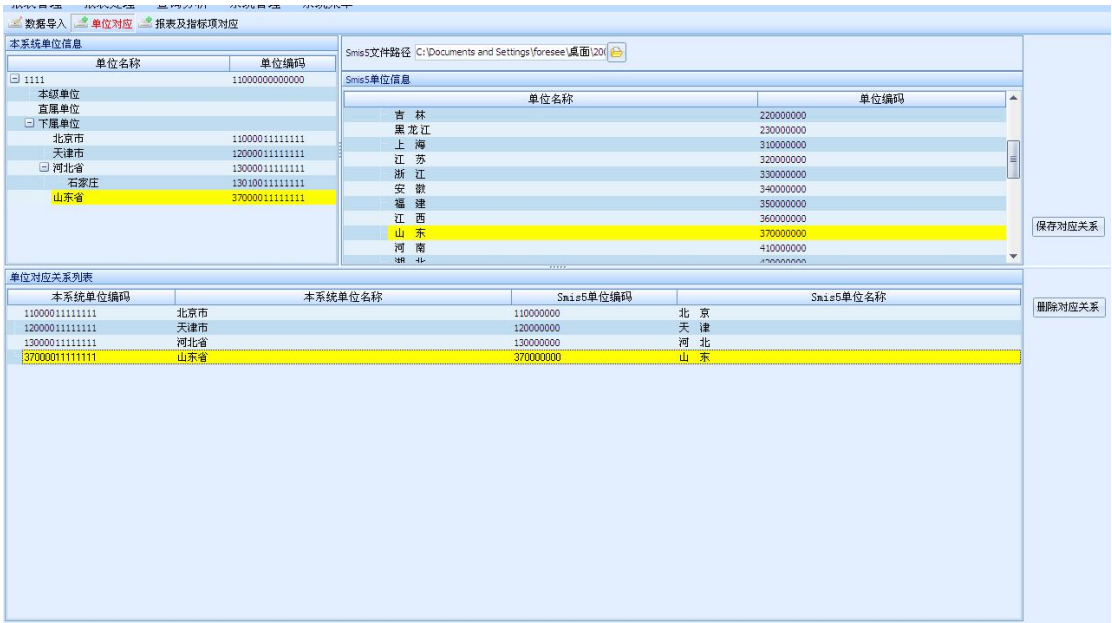 数据导入 单位对应 报表及指标项对应
本系统单位信息
单位名称 单位编码
1111 11000000000000
本级单位
直属单位
下属单位
北京市 11000011111111
天津市 12000011111111
河北省 13000011111111
石家庄 13010011111111
山东省 37000011111111
Smis5文件路径 C:\Documents and Settings\foresee\桌面\20(
Smis5单位信息
单位名称 单位编码
吉 林 220000000
黑龙江 230000000
上 海 310000000
江 苏 320000000
浙 江 330000000
安 徽 340000000
福 建 350000000
江 西 360000000
山 东 370000000
河 南 410000000
保存对应关系
单位对应关系列表
本系统单位编码 本系统单位名称 Smis5单位编码 Smis5单位名称
11000011111111 北京市 110000000 北 京
12000011111111 天津市 120000000 天 津
13000011111111 河北省 130000000 河 北
37000011111111 山东省 370000000 山 东
删除对应关系